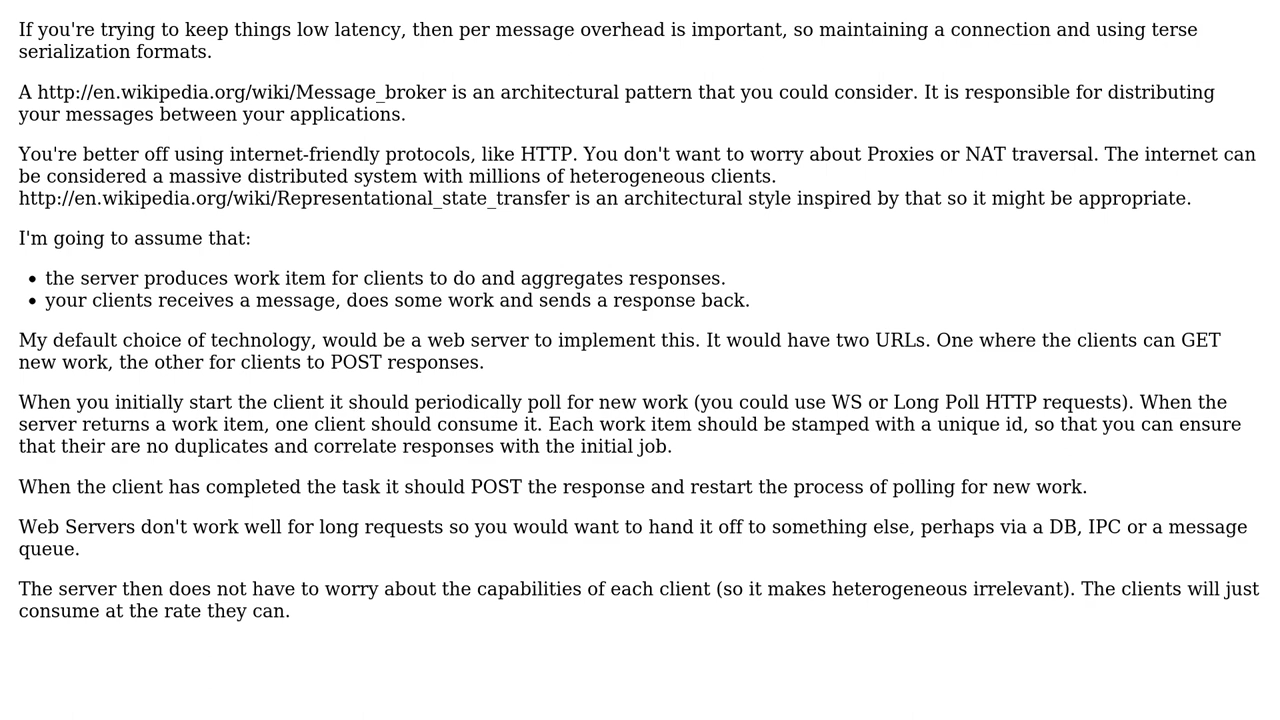 If you're trying to keep things low latency, then per message overhead is important, so maintaining a connection and using terse
serialization formats.
A http://en.wikipedia.org/wiki/Message_broker is an architectural pattern that you could consider. It is responsible for distributing
your messages between your applications.
You're better off using internet-friendly protocols, like HTTP. You don't want to worry about Proxies or NAT traversal. The internet can
be considered a massive distributed system with millions of heterogeneous clients.
http://en.wikipedia.org/wiki/Representational_state_transfer is an architectural style inspired by that so it might be appropriate.
I'm going to assume that:
• the server produces work item for clients to do and aggregates responses.
• your clients receives a message, does some work and sends a response back.
My default choice of technology, would be a web server to implement this. It would have two URLs. One where the clients can GET
new work, the other for clients to POST responses.
When you initially start the client it should periodically poll for new work (you could use WS or Long Poll HTTP requests). When the
server returns a work item, one client should consume it. Each work item should be stamped with a unique id, so that you can ensure
that their are no duplicates and correlate responses with the initial job.
When the client has completed the task it should POST the response and restart the process of polling for new work.
Web Servers don't work well for long requests so you would want to hand it off to something else, perhaps via a DB, IPC or a message
queue.
The server then does not have to worry about the capabilities of each client (so it makes heterogeneous irrelevant). The clients will just
consume at the rate they can.